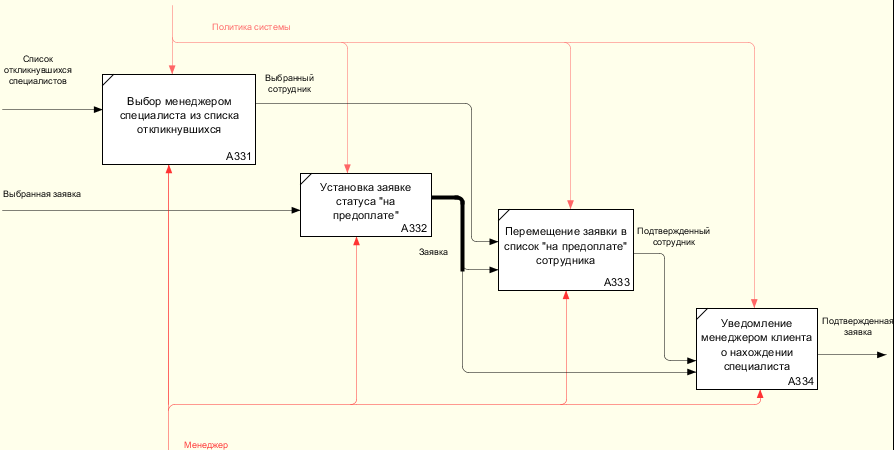 Политика системы
Список
откликнувшихся
специалистов
Выбранный
сотрудник
Выбор менеджером
специалиста из списка
откликнувшихся
A331
Выбранная заявка
Установка заявке
статуса "на
предоплате"
A332
Заявка
Перемещение заявки в
список "на предоплате"
сотрудника
A333
Подтвержденный
сотрудник
Уведомление
менеджером клиента
о нахождении
специалиста
A334
Подтвержденная
заявка
Менеджер